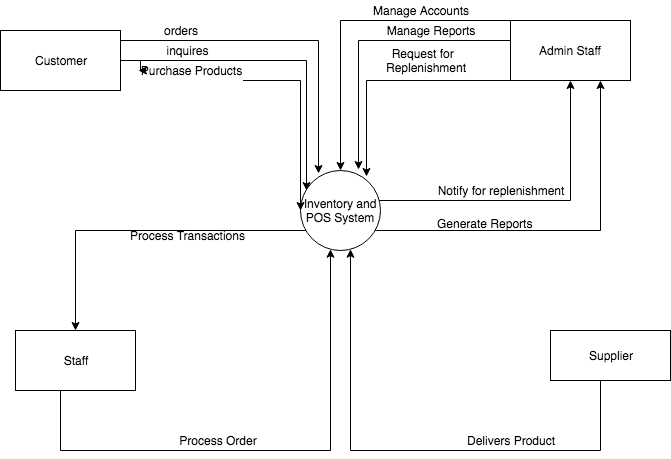 Manage Accounts
orders
Manage Reports
inquires
Customer
Request for
Replenishment
Admin Staff
Purchase Products
Notify for replenishment
Inventory and
POS System
Generate Reports
Process Transactions
Staff
Supplier
Process Order
Delivers Product